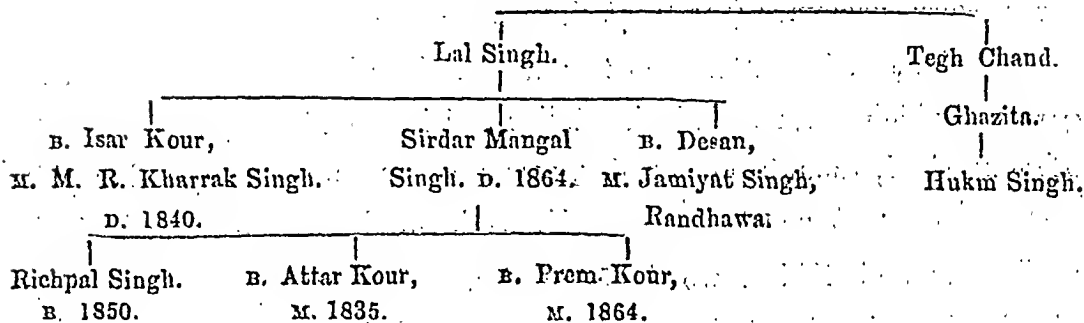 Lal Singh. Tegh Chand.
Ghazita.
B. Isar Kour, Sirdar Mangal B. Desan,
M. M. R. Kharrak Singh. Singh. D. 1864. M. Jamiyat Singh, Hukm Singh.
D. 1840. Randhawa.
Richpal Singh. B. Attar Kour, B. Prem Kour,
B. 1850. M. 1835. M. 1864.